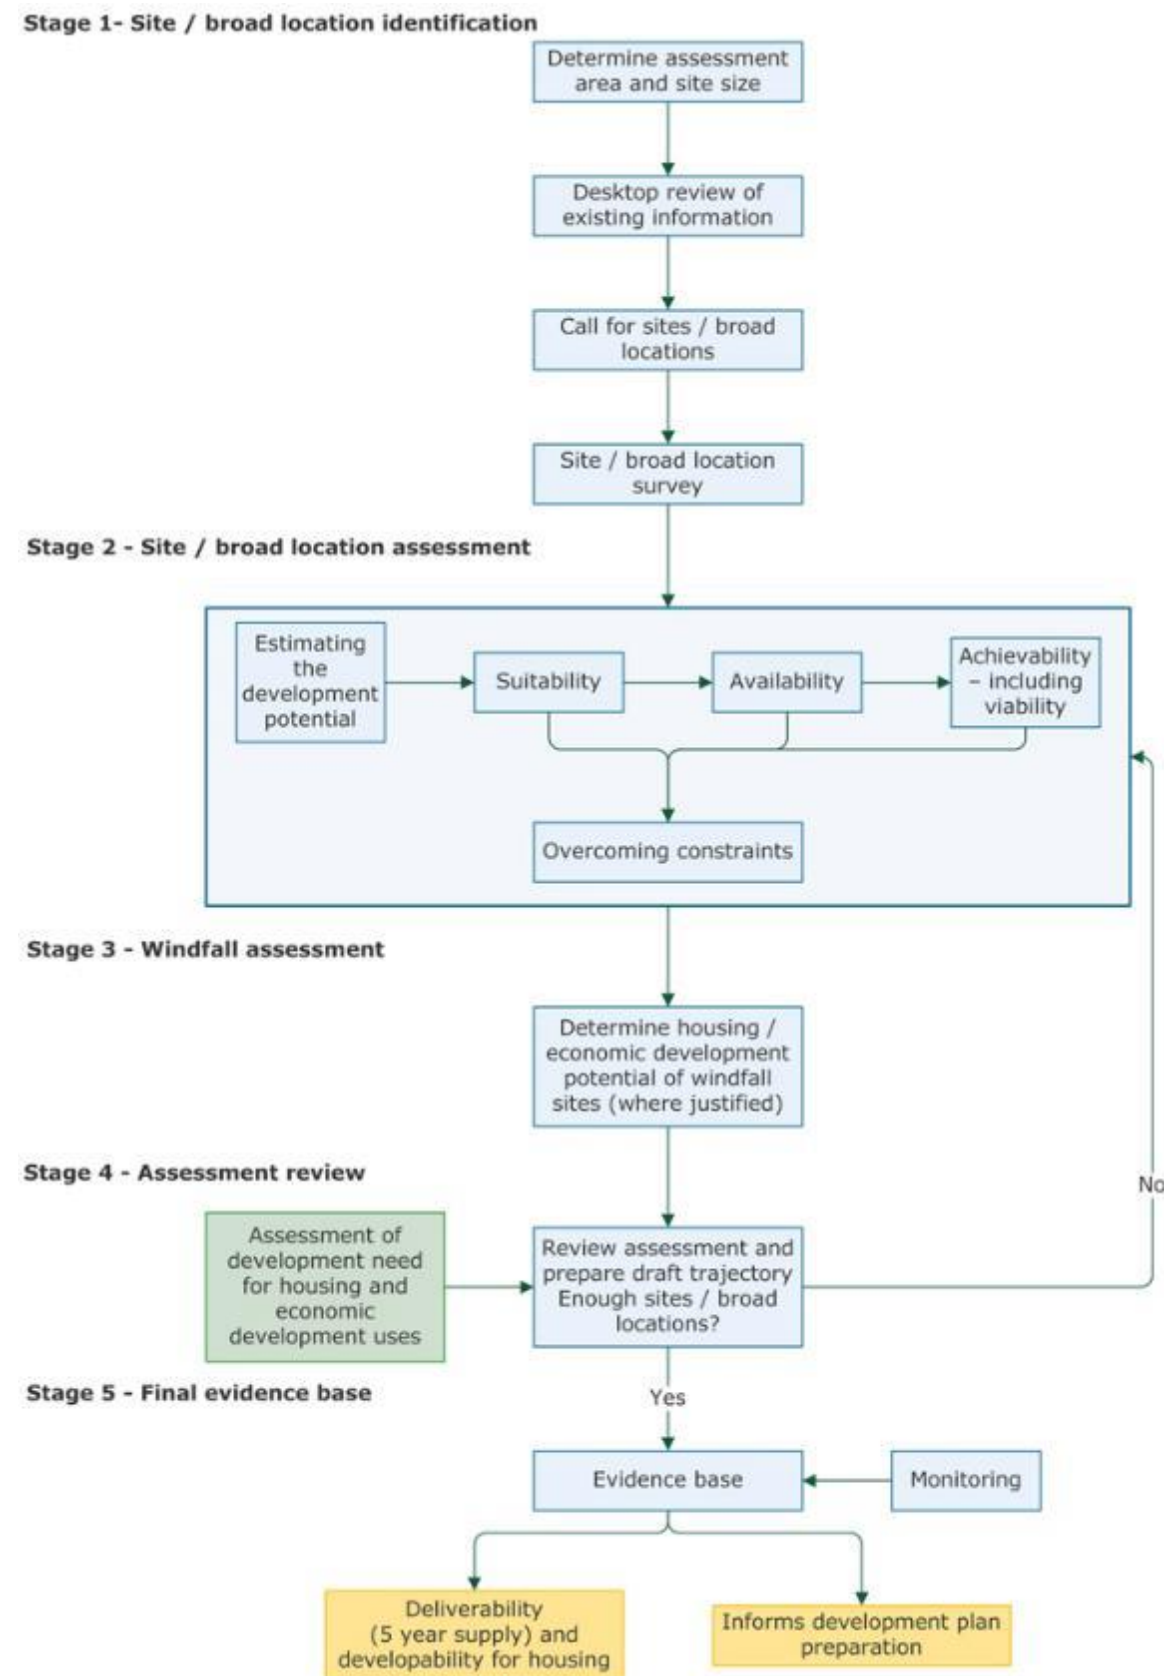 Stage 1- Site / broad location identification
Determine assessment
area and site size
Desktop review of
existing information
Call for sites / broad
locations
Site / broad location
survey
Stage 2 - Site / broad location assessment
Estimating
the
development
potential
Suitability
Availability
Achievability
– including
viability
Overcoming constraints
Stage 3 - Windfall assessment
Determine housing /
economic development
potential of windfall
sites (where justified)
Stage 4 - Assessment review
No
Assessment of
development need
for housing and
economic
development uses
Review assessment and
prepare draft trajectory
Enough sites / broad
locations?
Stage 5 - Final evidence base
Yes
Evidence base
Monitoring
Deliverability
(5 year supply) and
developability for housing
Informs development plan
preparation